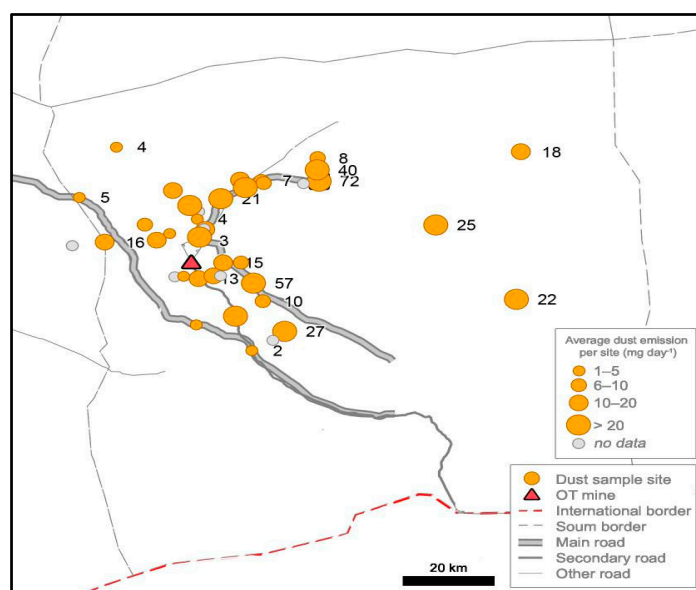 4
8
40
72
18
7
21
5
4
25
16
3
15
57
13
10
22
27
2
Average dust emission
per site (mg day⁻¹)
1–5
6–10
10–20
> 20
no data
Dust sample site
OT mine
International border
Soum border
Main road
Secondary road
Other road
20 km